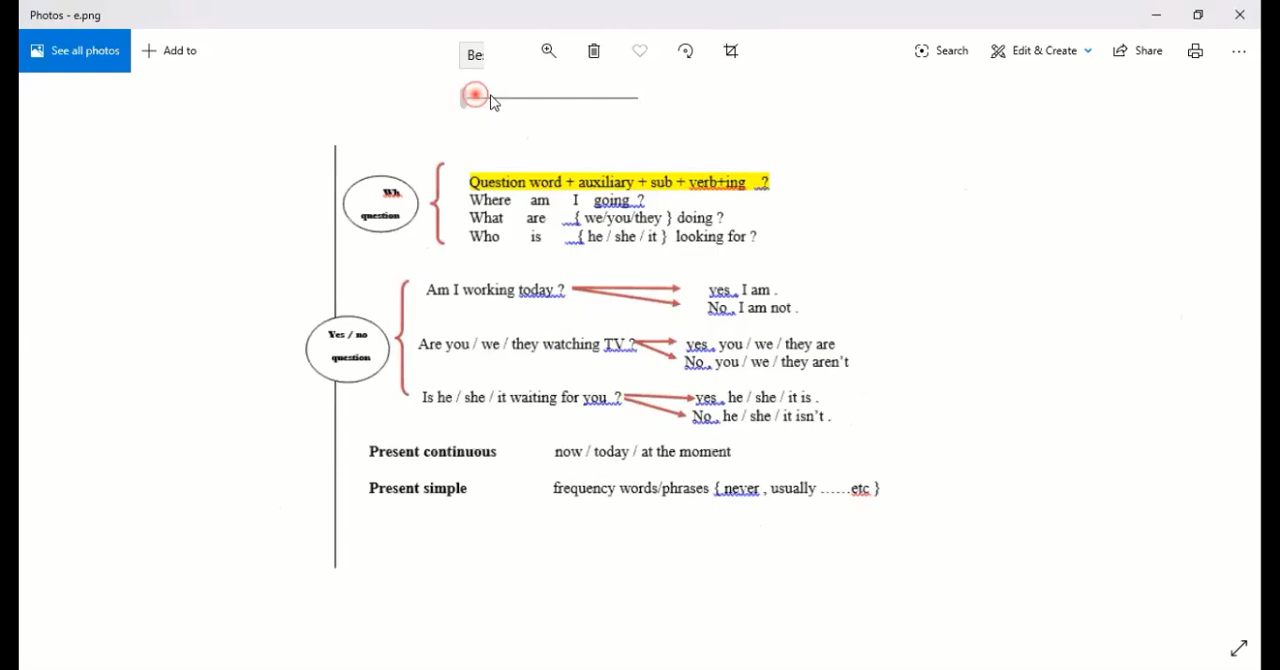 Photos - e.png
See all photos
Add to
Be
Search
Edit & Create
Share
Wh
question
Question word + auxiliary + sub + verb+ing ..?
Where am I going ?
What are ...{ we/you/they } doing ?
Who is ...{ he / she / it } looking for ?
Am I working today ?
yes , I am .
No , I am not .
Yes / no
question
Are you / we / they watching TV ?
yes , you / we / they are
No , you / we / they aren't
Is he / she / it waiting for you ?
yes , he / she / it is .
No , he / she / it isn't .
Present continuous now / today / at the moment
Present simple frequency words/phrases { never , usually ……etc }